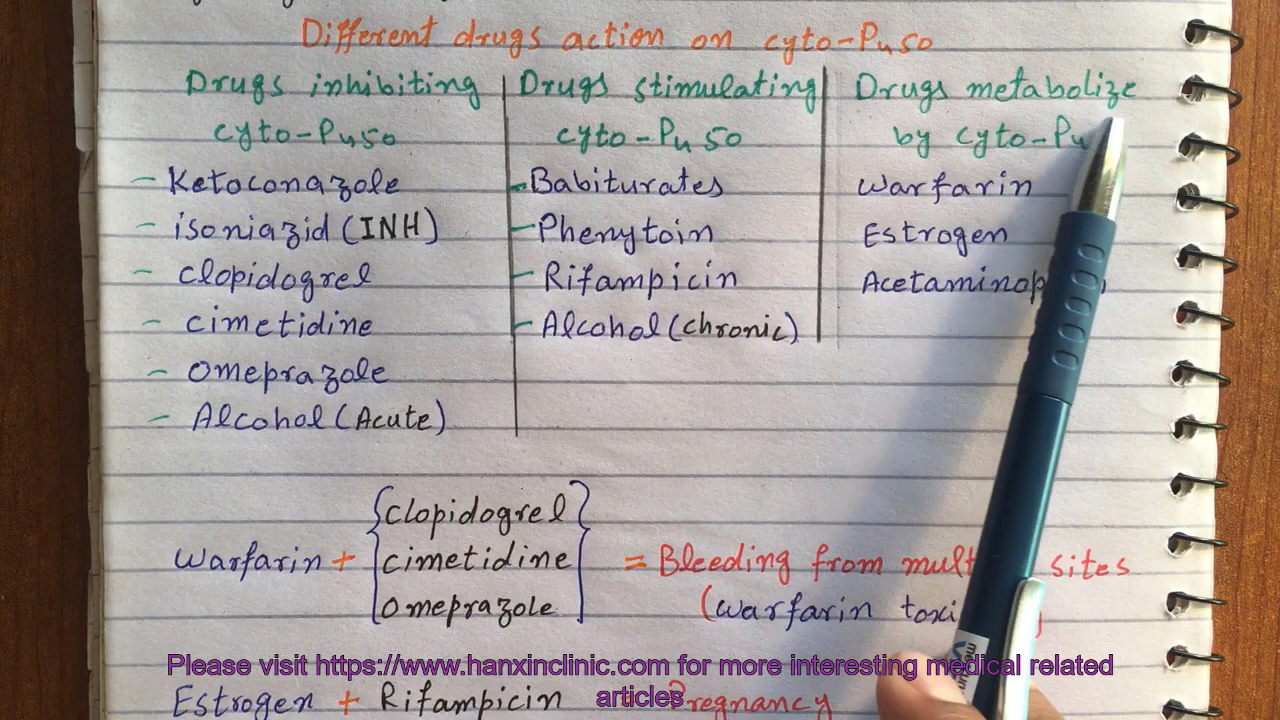 Different drugs action on cyto-P450
Drugs inhibiting
cyto-P450
- Ketoconazole
- isoniazid (INH)
- clopidogrel
- cimetidine
- omeprazole
- Alcohol (Acute)
Drugs stimulating
cyto-P450
- Babiturates
- Phenytoin
- Rifampicin
- Alcohol (chronic)
Drugs metabolize
by cyto-P4
Warfarin
Estrogen
Acetaminop
clopidogrel
Warfarin + cimetidine = Bleeding from mult sites
omeprazole (Warfarin toxi )
Please visit https://www.hanxinclinic.com for more interesting medical related
articles
Estrogen + Rifampicin = Pregnancy